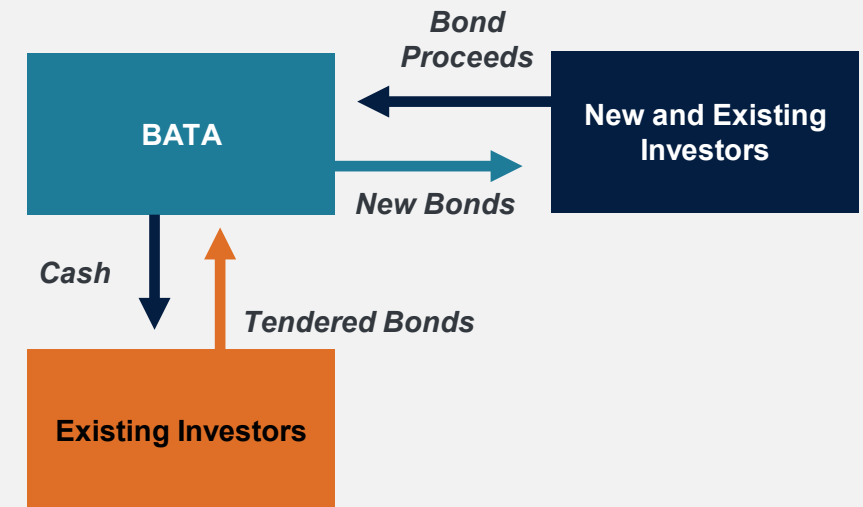 Bond
Proceeds
BATA
New and Existing
Investors
New Bonds
Cash
Tendered Bonds
Existing Investors